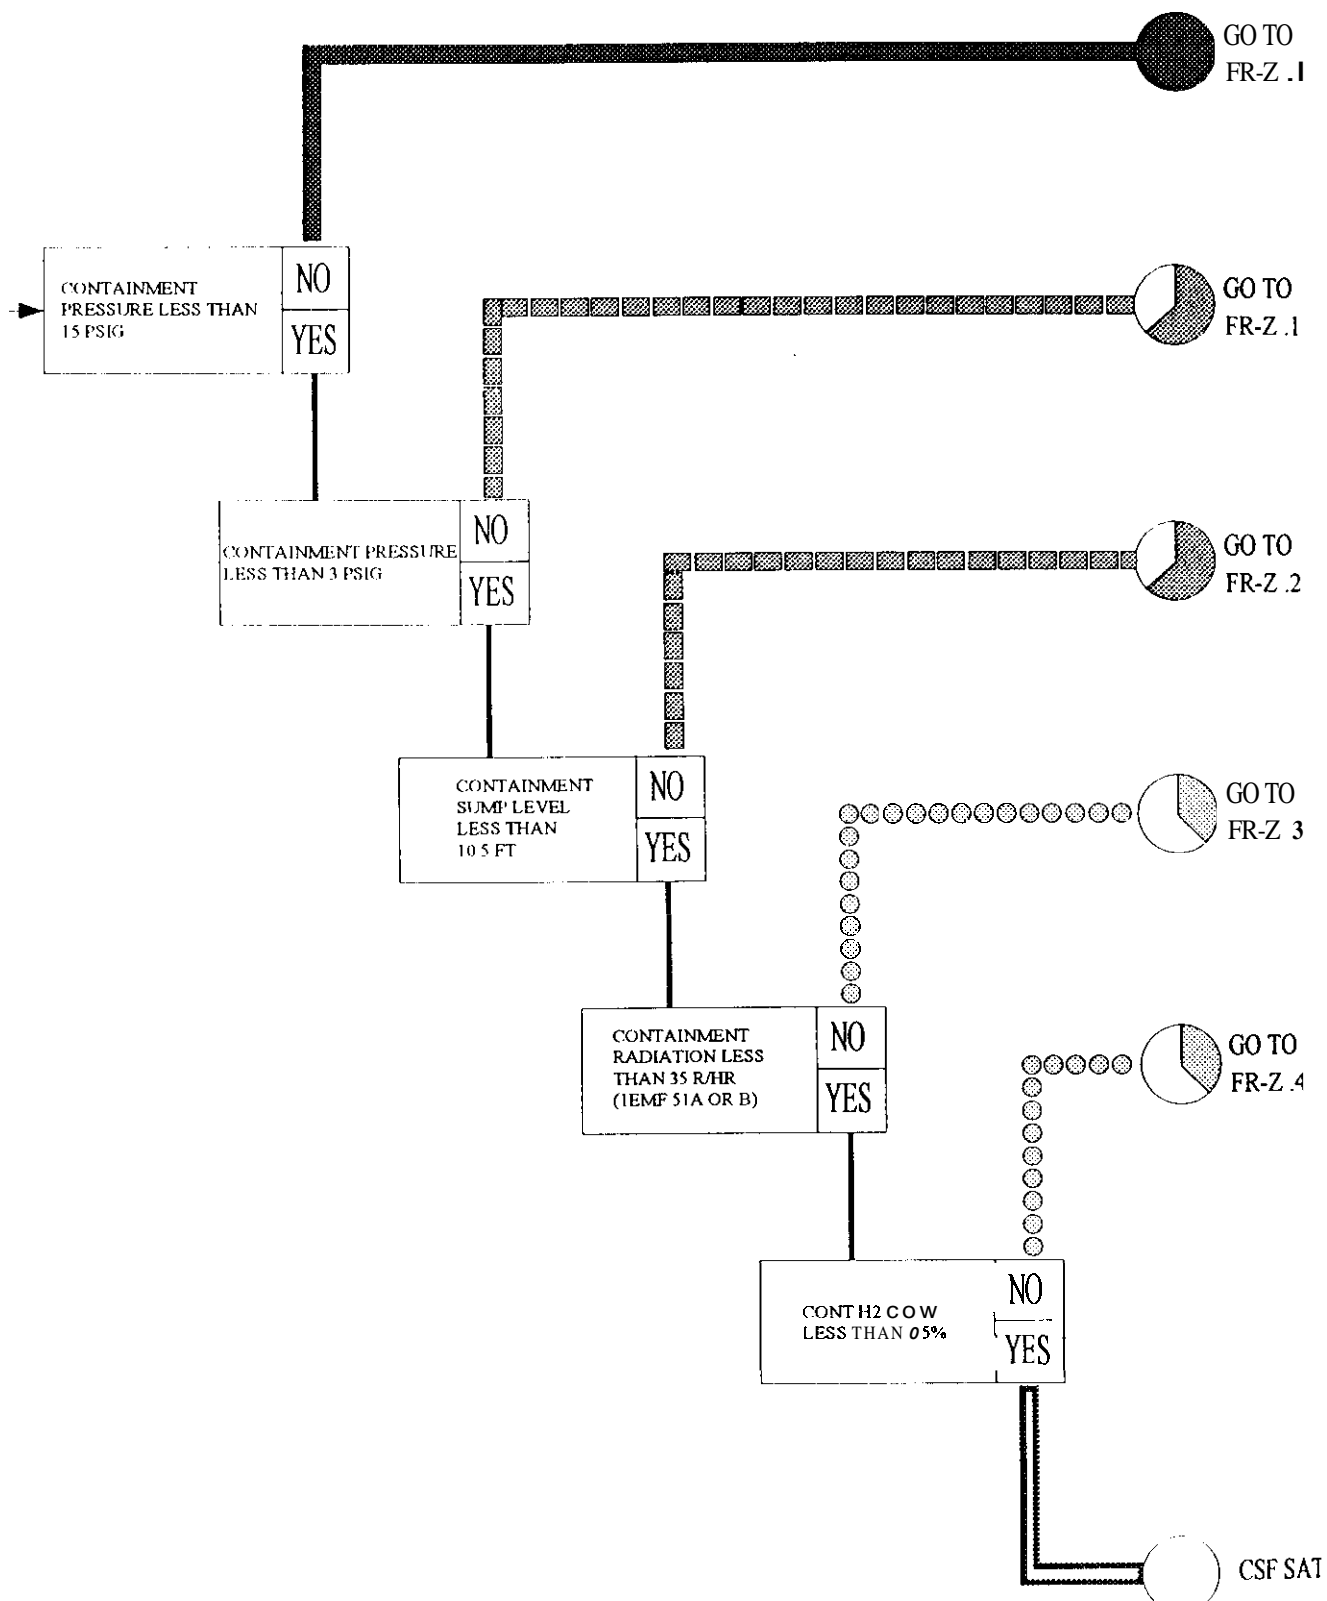 GO TO
FR-Z .1
CONTAINMENT
PRESSURE LESS THAN
15 PSIG
NO
YES
GO TO
FR-Z .1
CONTAINMENT PRESSURE
LESS THAN 3 PSIG
NO
YES
GO TO
FR-Z .2
CONTAINMENT
SUMP LEVEL
LESS THAN
10 5 FT
NO
YES
GO TO
FR-Z 3
CONTAINMENT
RADIATION LESS
THAN 35 R/HR
(1EMF 51A OR B)
NO
YES
GO TO
FR-Z .4
CONT H2 COW
LESS THAN 05%
NO
YES
CSF SAT